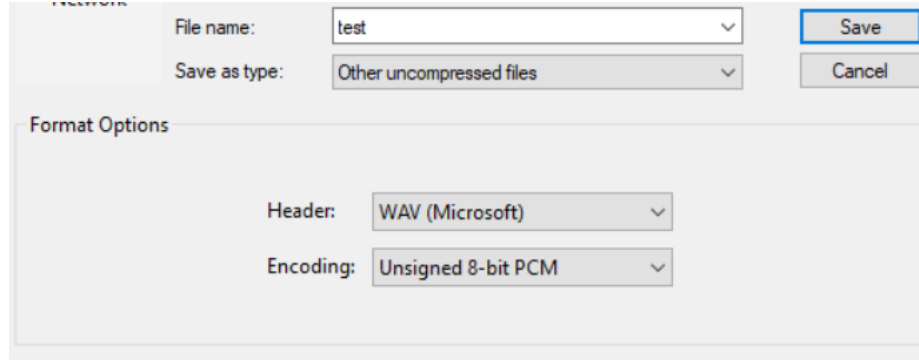 Network
File name: test Save
Save as type: Other uncompressed files Cancel
Format Options
Header: WAV (Microsoft)
Encoding: Unsigned 8-bit PCM